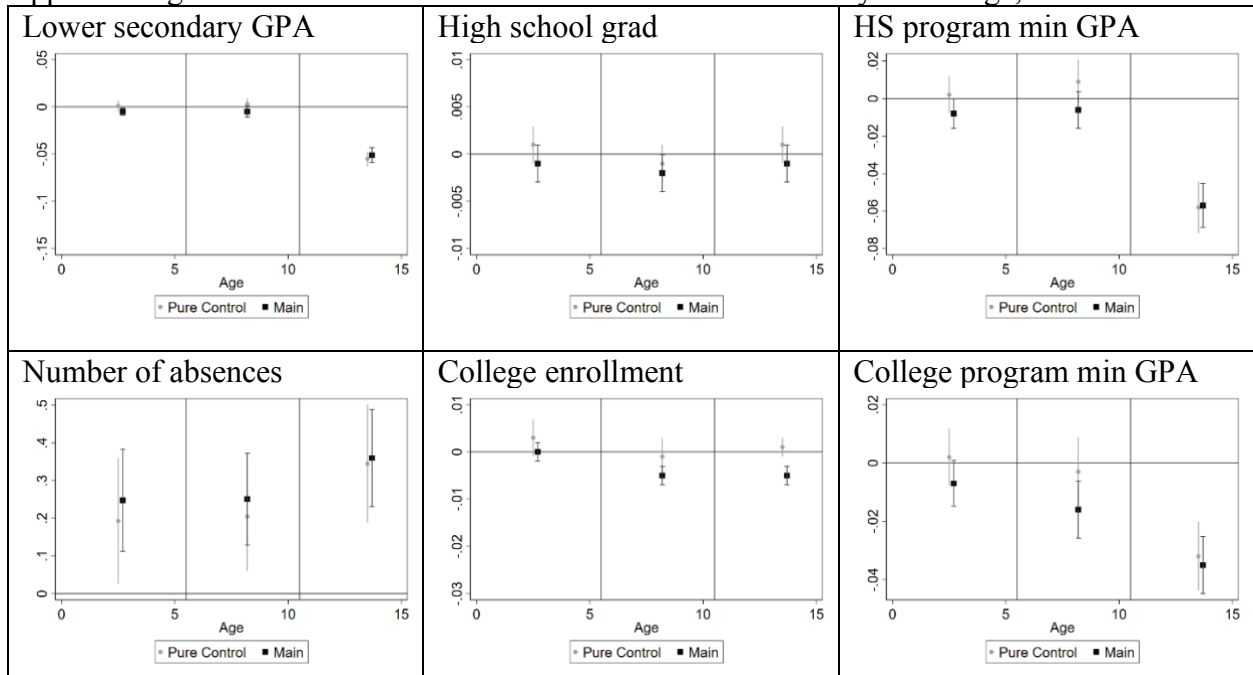 Lower secondary GPA
.05
0
-.05
-.1
-.15
0 5 10 15
Age
Pure Control Main
High school grad
.01
.005
0
-.005
-.01
0 5 10 15
Age
Pure Control Main
HS program min GPA
.02
0
-.02
-.04
-.06
-.08
0 5 10 15
Age
Pure Control Main
Number of absences
.5
.4
.3
.2
.1
0
0 5 10 15
Age
Pure Control Main
College enrollment
.01
0
-.01
-.02
-.03
0 5 10 15
Age
Pure Control Main
College program min GPA
.02
0
-.02
-.04
0 5 10 15
Age
Pure Control Main